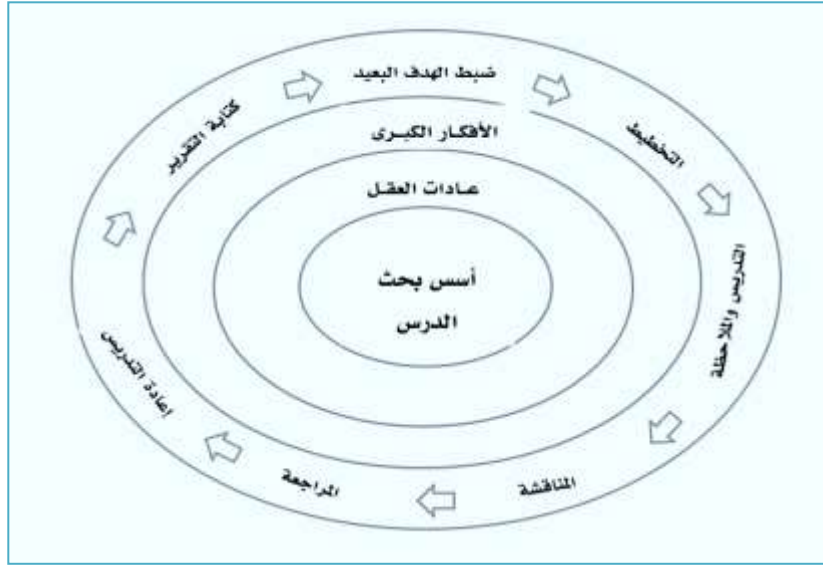 ضبط الهدف البعيد
التخطيط
التدريس والملاحظة
المناقشة
المراجعة
إعادة التدريس
كتابة التقرير
الأفكار الكبرى
عادات العقل
أسس بحث
الدرس